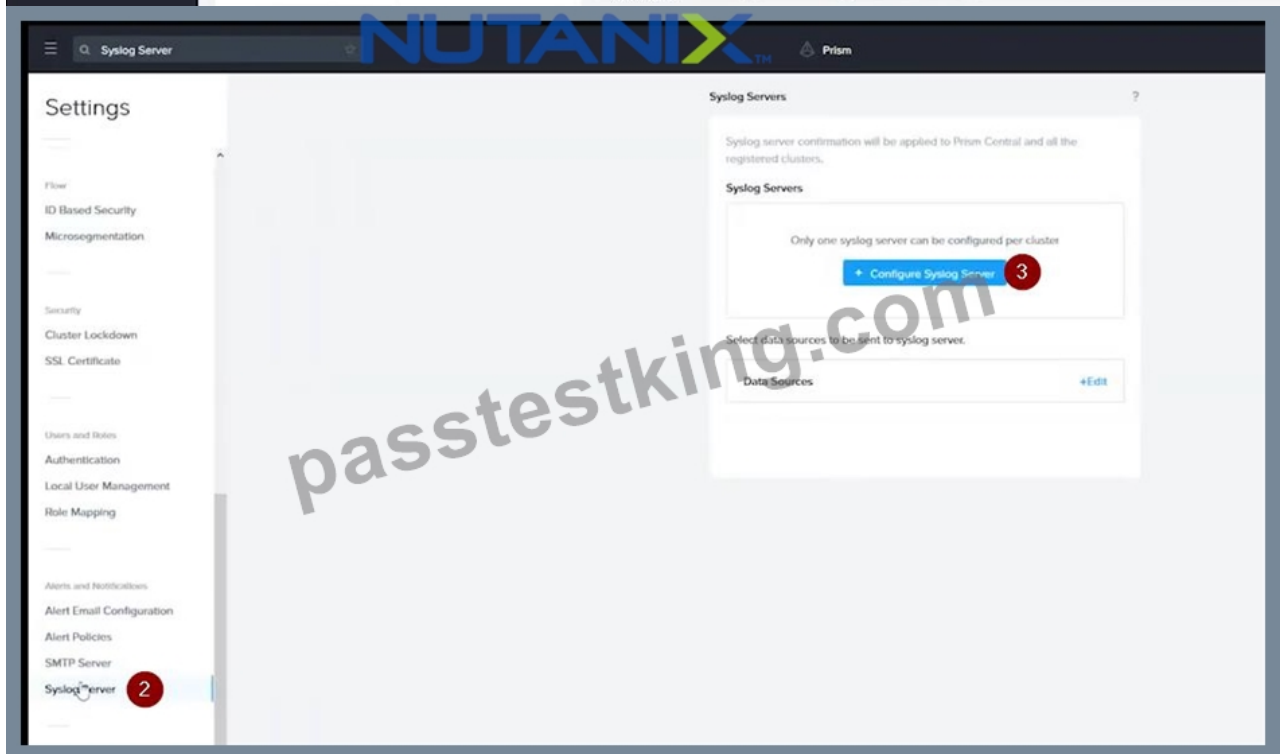 NUTANIX™
Syslog Server
Prism
Settings
Syslog Servers
?
Syslog server confirmation will be applied to Prism Central and all the
registered clusters.
Flow
Syslog Servers
ID Based Security
Microsegmentation
Only one syslog server can be configured per cluster
+ Configure Syslog Server
3
Security
Cluster Lockdown
Select data sources to be sent to syslog server.
SSL Certificate
Data Sources
+Edit
passtestking.com
Users and Roles
Authentication
Local User Management
Role Mapping
Alerts and Notifications
Alert Email Configuration
Alert Policies
SMTP Server
Syslog Server
2